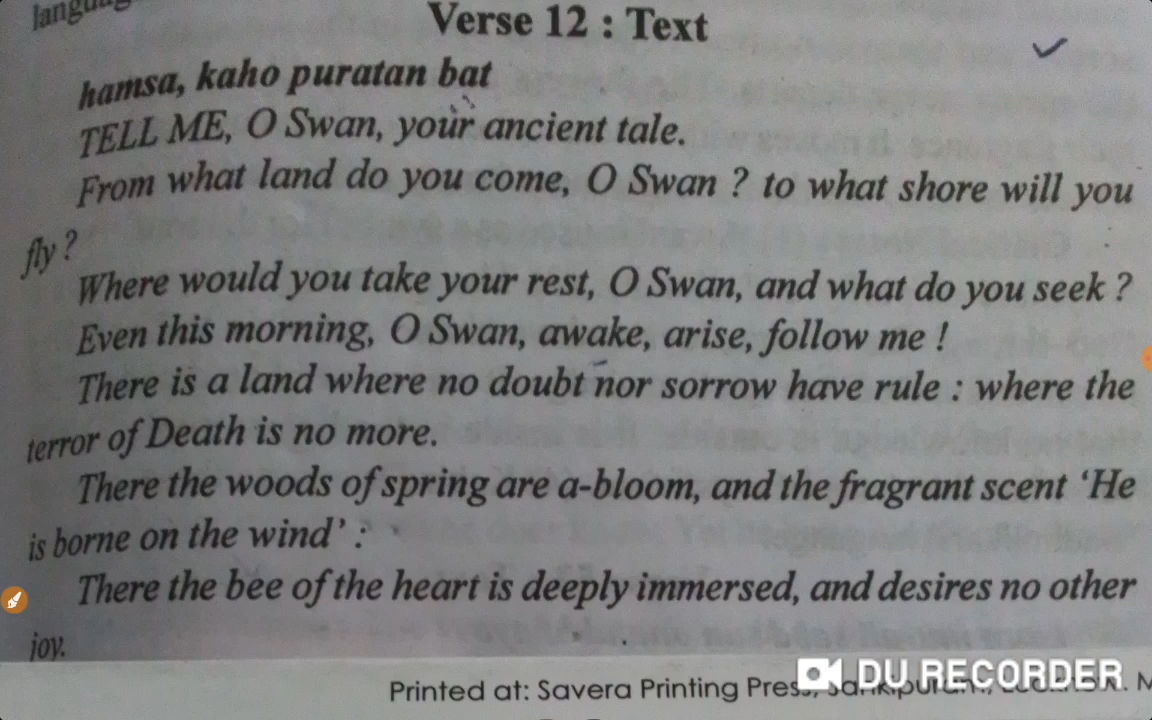 Verse 12 : Text
hamsa, kaho puratan bat
TELL ME, O Swan, your ancient tale.
From what land do you come, O Swan ? to what shore will you
fly ?
Where would you take your rest, O Swan, and what do you seek ?
Even this morning, O Swan, awake, arise, follow me !
There is a land where no doubt nor sorrow have rule : where the
terror of Death is no more.
There the woods of spring are a-bloom, and the fragrant scent ‘He
is borne on the wind’ :
There the bee of the heart is deeply immersed, and desires no other
joy.
Printed at: Savera Printing Press,
DU RECORDER